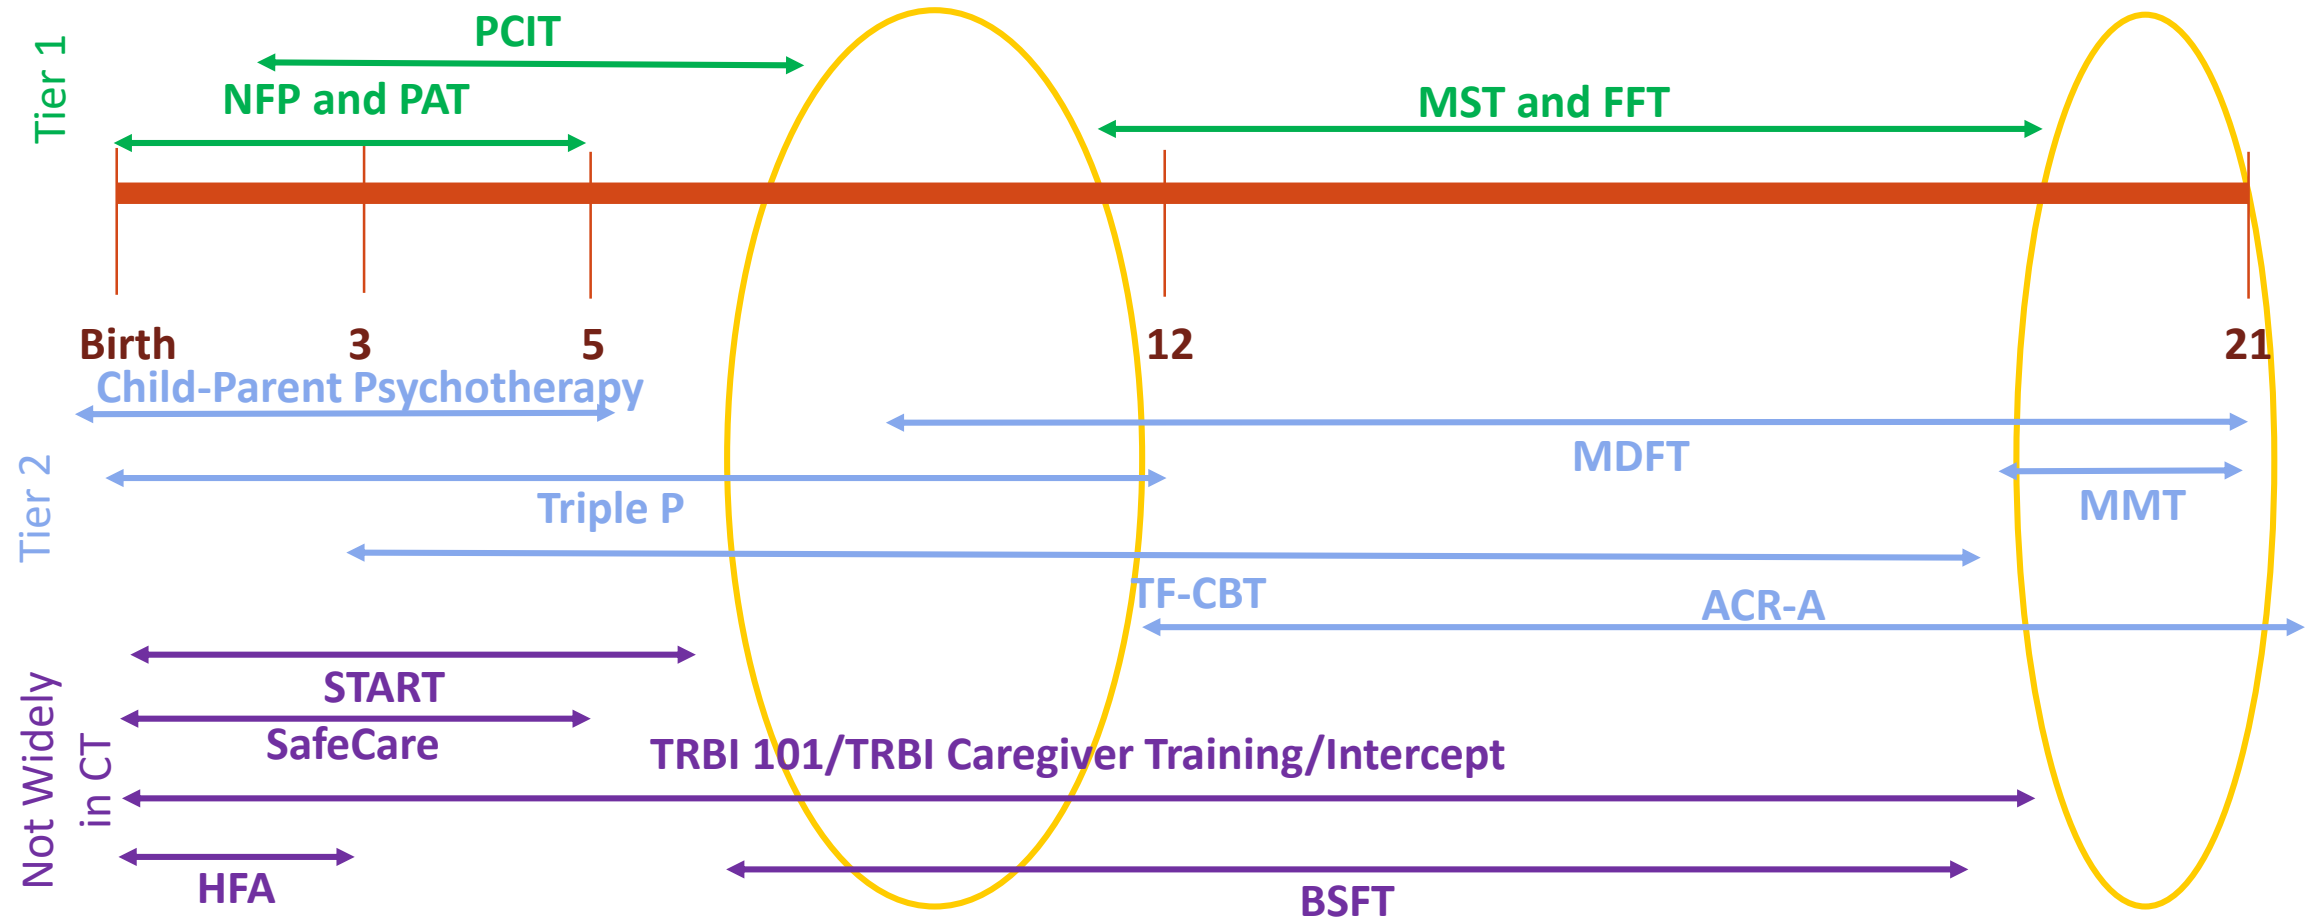 Tier 1
PCIT
NFP and PAT
MST and FFT
Birth
3
5
12
21
Tier 2
Child-Parent Psychotherapy
MDFT
MMT
Triple P
TF-CBT
ACR-A
Not Widely
in CT
START
SafeCare
TRBI 101/TRBI Caregiver Training/Intercept
HFA
BSFT